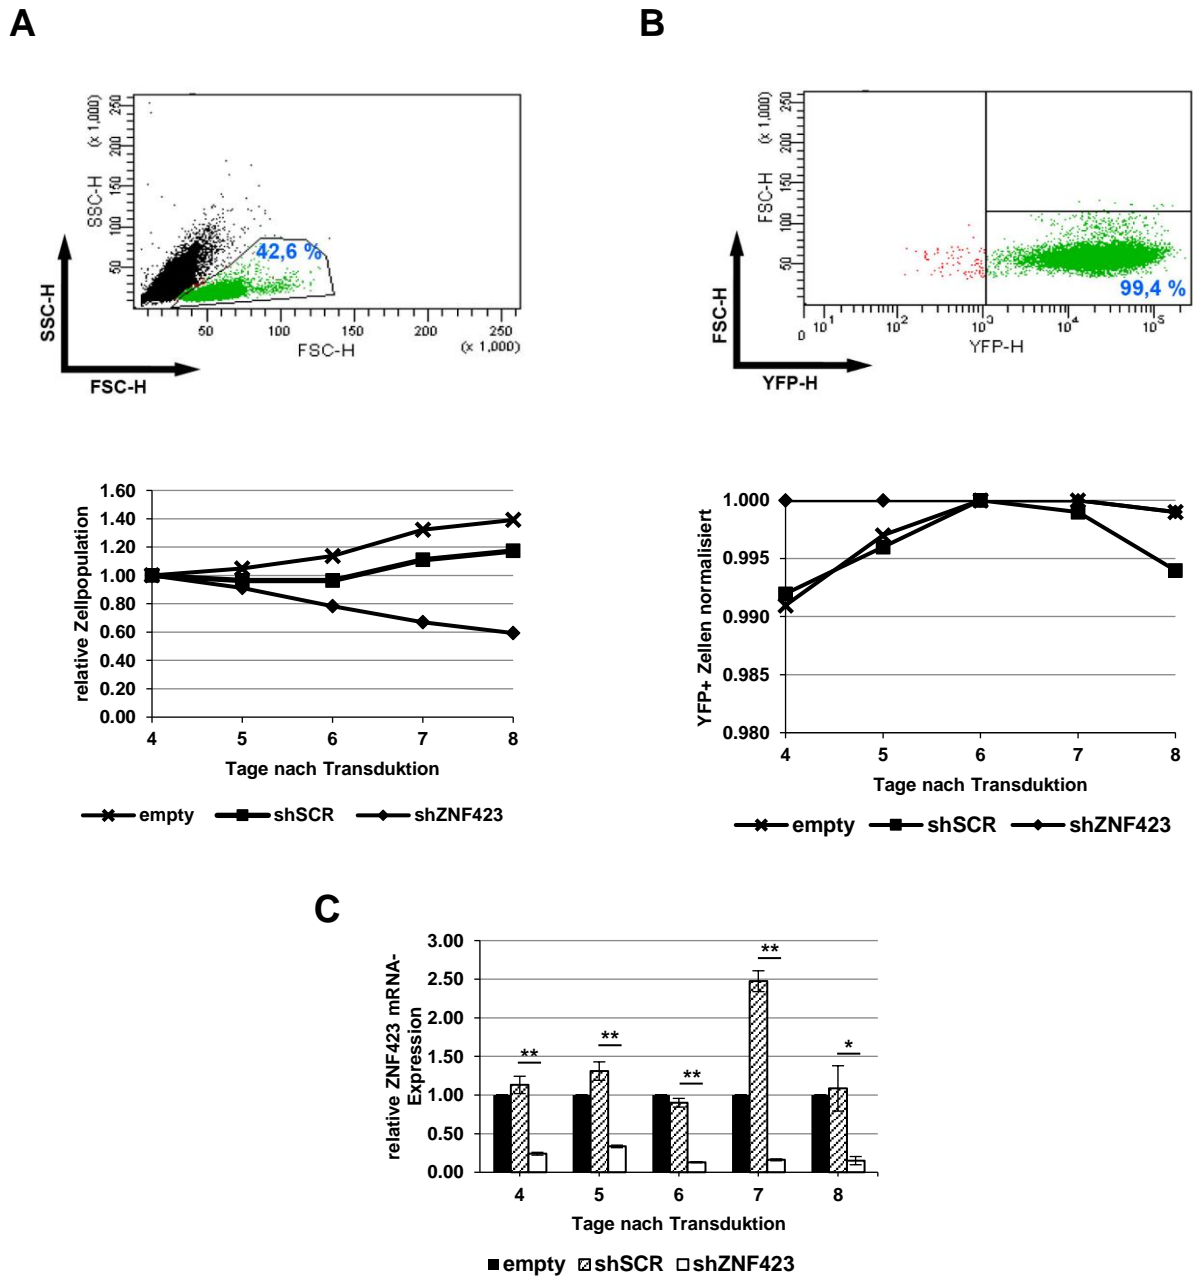 A
B
(x 1,000)
250
200
150
100
50
SSC-H
42,6 %
50
100
150
200
250
FSC-H
(x 1,000)
SSC-H
FSC-H
(x 1,000)
250
200
150
100
50
FSC-H
99,4 %
0
10¹
10²
10³
10⁴
10⁵
YFP-H
FSC-H
YFP-H
relative Zellpopulation
1.60
1.40
1.20
1.00
0.80
0.60
0.40
0.20
0.00
4 5 6 7 8
Tage nach Transduktion
empty shSCR shZNF423
YFP+ Zellen normalisiert
1.000
0.995
0.990
0.985
0.980
4 5 6 7 8
Tage nach Transduktion
empty shSCR shZNF423
C
relative ZNF423 mRNA-
Expression
3.00
2.50
2.00
1.50
1.00
0.50
0.00
**
**
**
**
*
4 5 6 7 8
Tage nach Transduktion
empty shSCR shZNF423